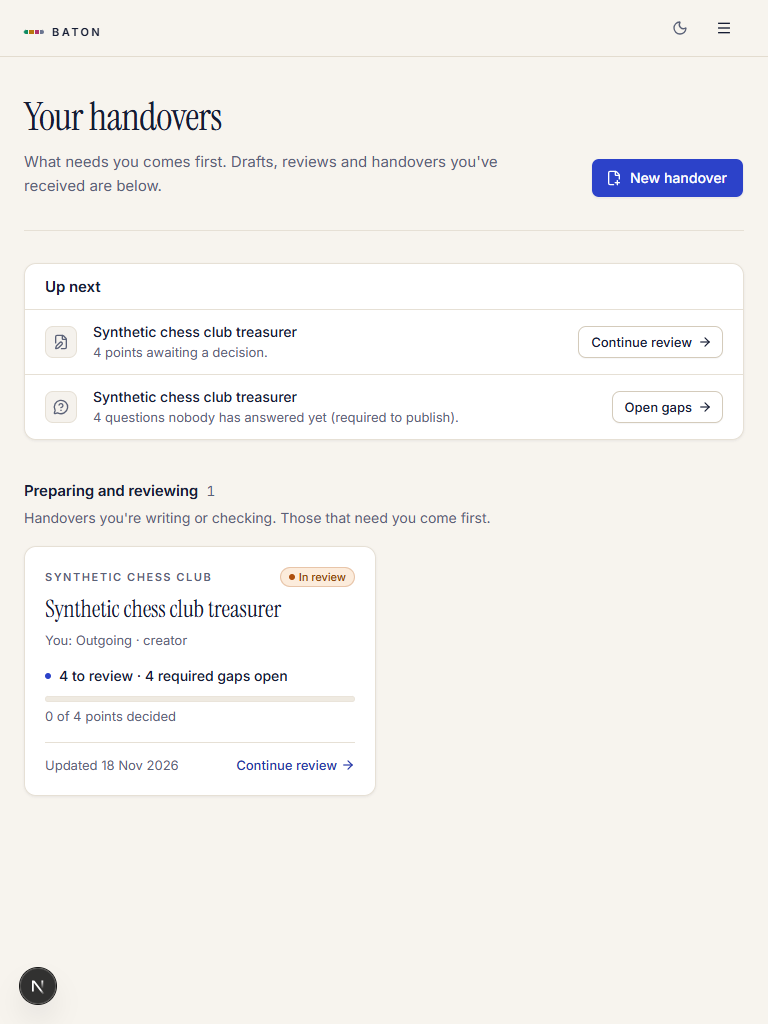 BATON
Your handovers
What needs you comes first. Drafts, reviews and handovers you've
received are below.
New handover
Up next
Synthetic chess club treasurer
4 points awaiting a decision.
Continue review →
Synthetic chess club treasurer
4 questions nobody has answered yet (required to publish).
Open gaps →
Preparing and reviewing 1
Handovers you're writing or checking. Those that need you come first.
SYNTHETIC CHESS CLUB
In review
Synthetic chess club treasurer
You: Outgoing · creator
4 to review · 4 required gaps open
0 of 4 points decided
Updated 18 Nov 2026
Continue review →
N